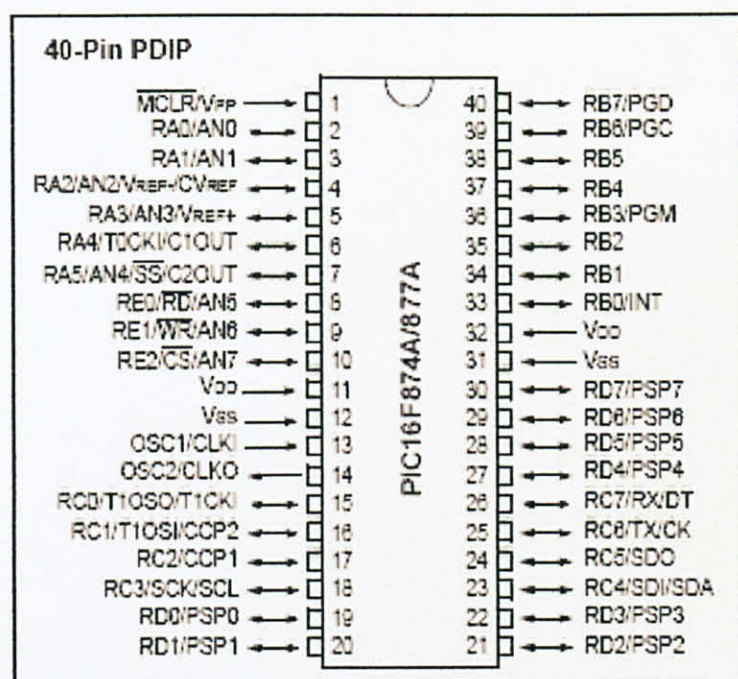 40-Pin PDIP
MCLR/VPP 1
RA0/AN0 2
RA1/AN1 3
RA2/AN2/VREF-/CVREF 4
RA3/AN3/VREF+ 5
RA4/T0CKI/C1OUT 6
RA5/AN4/SS/C2OUT 7
RE0/RD/AN5 8
RE1/WR/AN6 9
RE2/CS/AN7 10
VDD 11
VSS 12
OSC1/CLKI 13
OSC2/CLKO 14
RC0/T1OSO/T1CKI 15
RC1/T1OSI/CCP2 16
RC2/CCP1 17
RC3/SCK/SCL 18
RD0/PSP0 19
RD1/PSP1 20
PIC16F874A/877A
40 RB7/PGD
39 RB6/PGC
38 RB5
37 RB4
36 RB3/PGM
35 RB2
34 RB1
33 RB0/INT
32 VDD
31 VSS
30 RD7/PSP7
29 RD6/PSP6
28 RD5/PSP5
27 RD4/PSP4
26 RC7/RX/DT
25 RC6/TX/CK
24 RC5/SDO
23 RC4/SDI/SDA
22 RD3/PSP3
21 RD2/PSP2